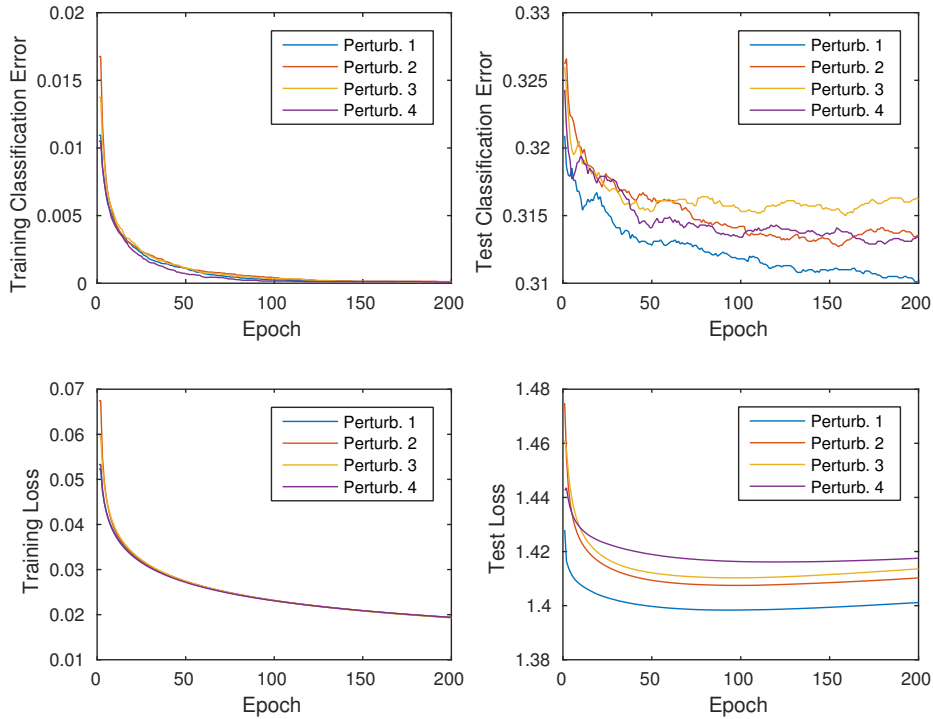 0.02
0.015
0.01
0.005
0
0 50 100 150 200
Training Classification Error
Epoch
Perturb. 1
Perturb. 2
Perturb. 3
Perturb. 4
0.33
0.325
0.32
0.315
0.31
0 50 100 150 200
Test Classification Error
Epoch
Perturb. 1
Perturb. 2
Perturb. 3
Perturb. 4
0.07
0.06
0.05
0.04
0.03
0.02
0.01
0 50 100 150 200
Training Loss
Epoch
Perturb. 1
Perturb. 2
Perturb. 3
Perturb. 4
1.48
1.46
1.44
1.42
1.4
1.38
0 50 100 150 200
Test Loss
Epoch
Perturb. 1
Perturb. 2
Perturb. 3
Perturb. 4